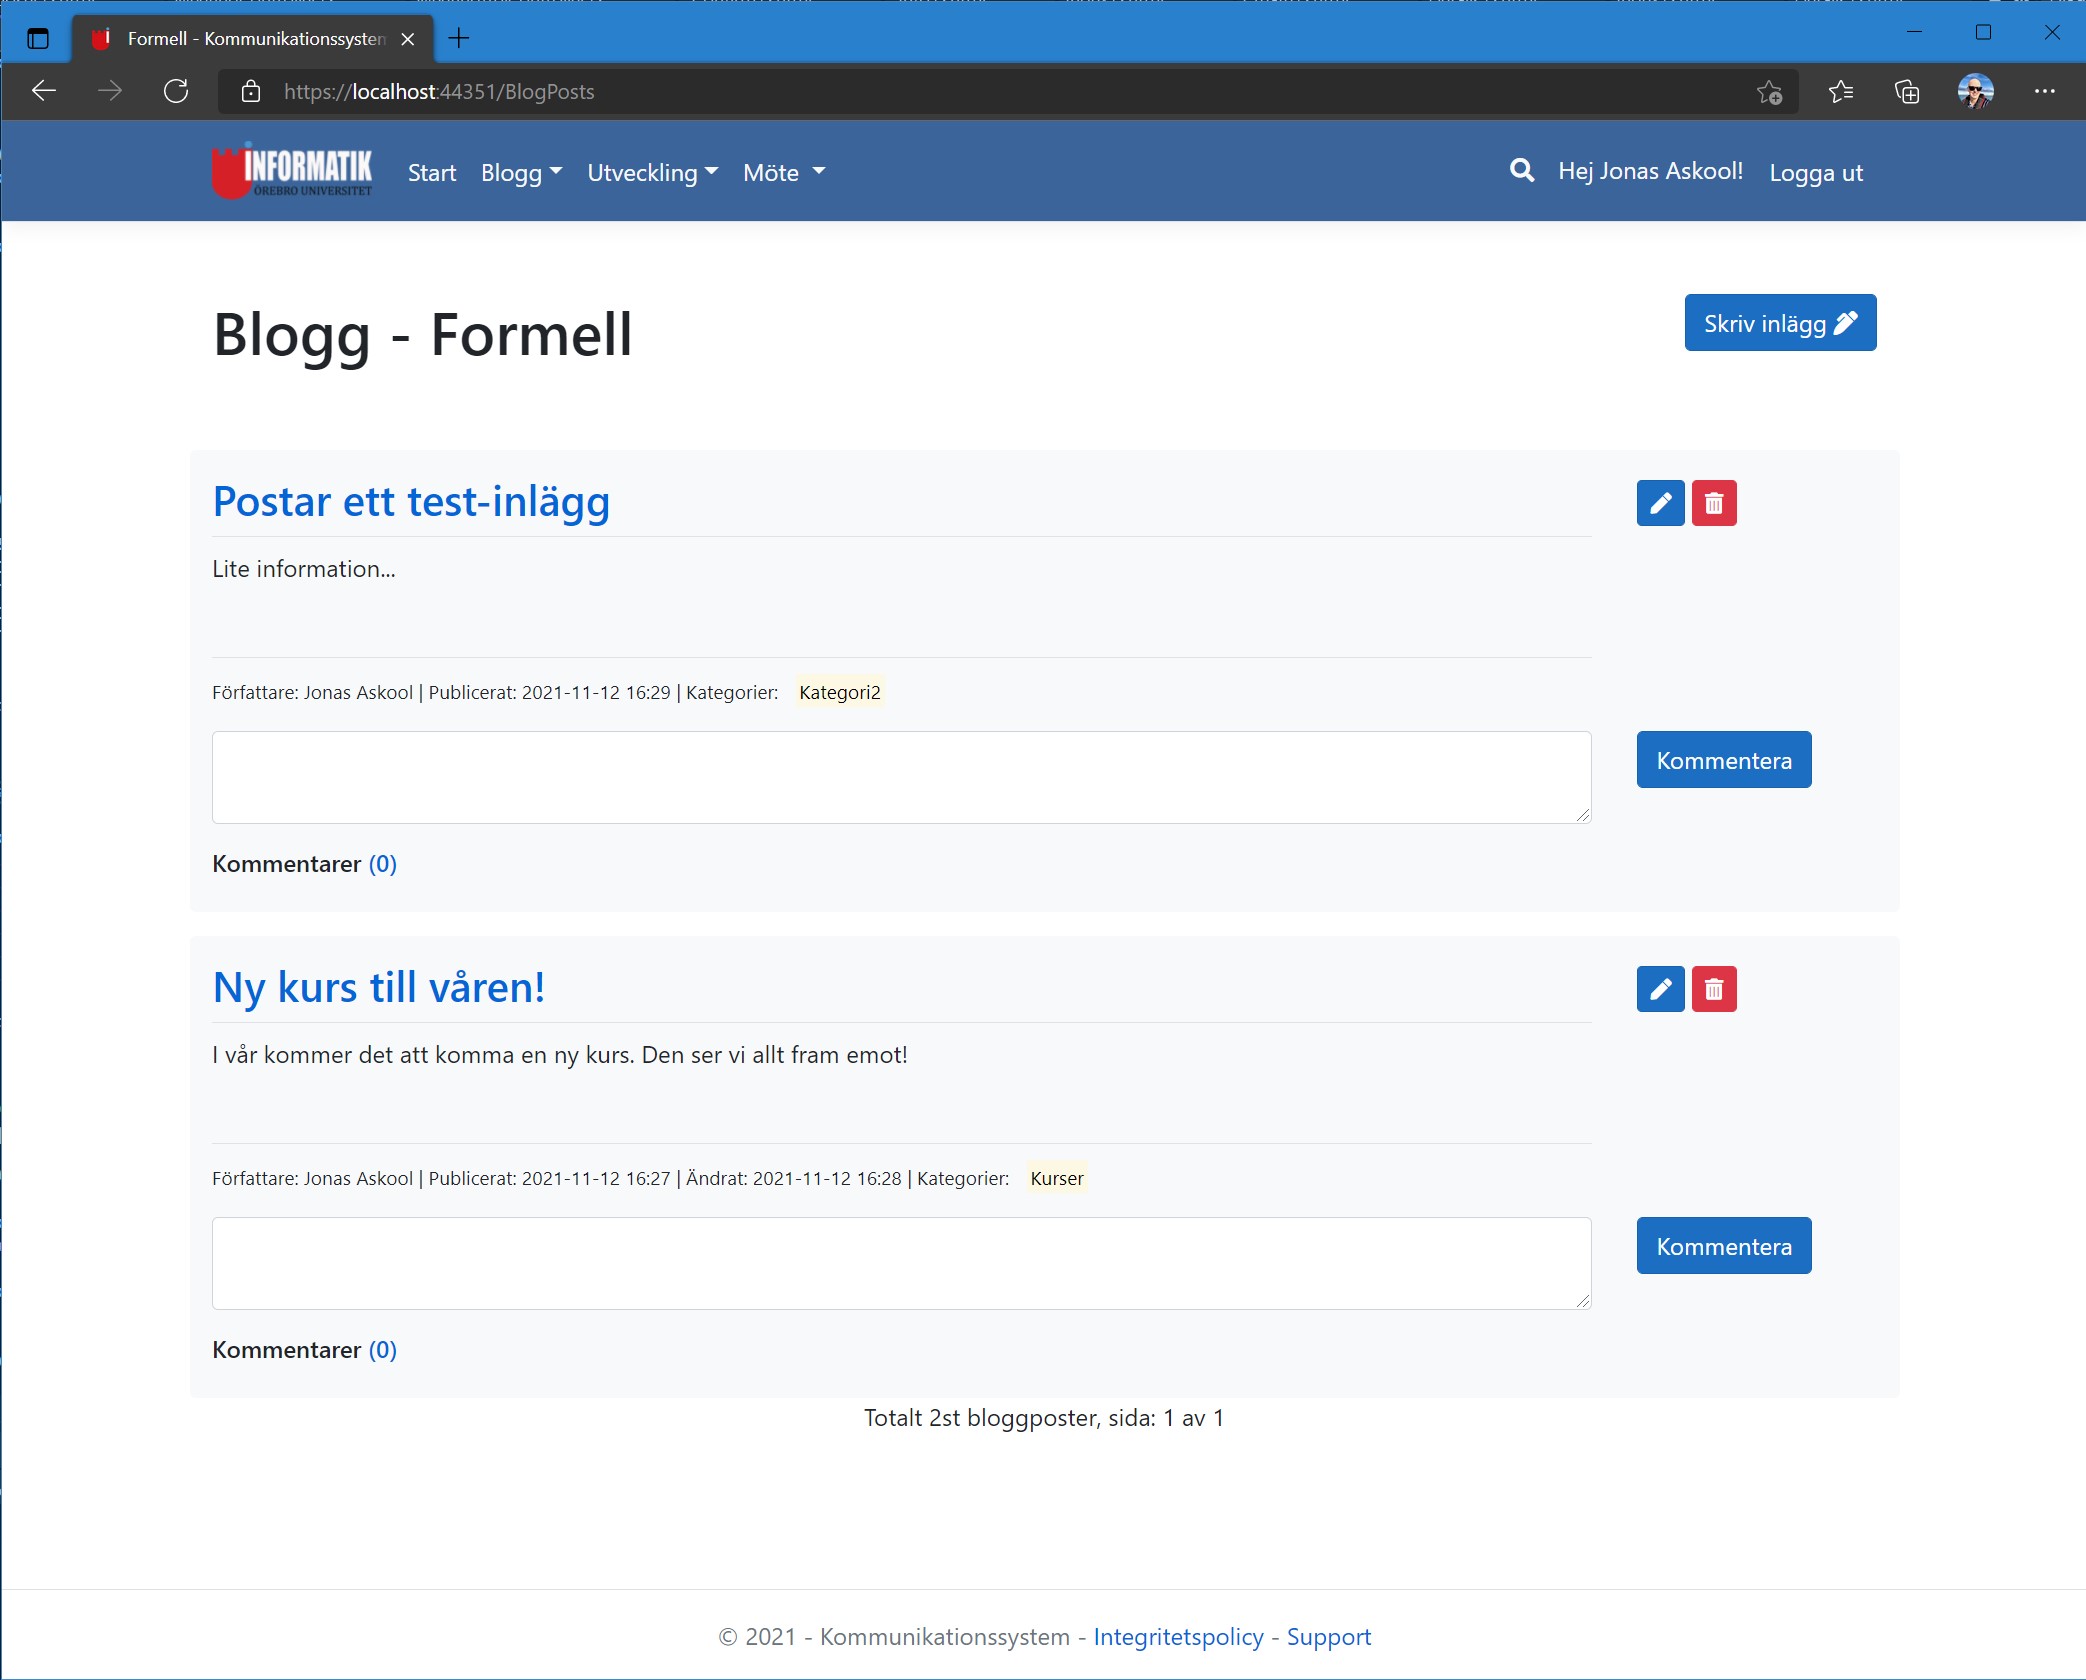 Formell - Kommunikationssystem
https://localhost:44351/BlogPosts
INFORMATIK
ÖREBRO UNIVERSITET
Start Blogg Utveckling Möte Hej Jonas Askool! Logga ut
Blogg - Formell
Skriv inlägg
Postar ett test-inlägg
Lite information...
Författare: Jonas Askool | Publicerat: 2021-11-12 16:29 | Kategorier: Kategori2
Kommentera
Kommentarer (0)
Ny kurs till våren!
I vår kommer det att komma en ny kurs. Den ser vi allt fram emot!
Författare: Jonas Askool | Publicerat: 2021-11-12 16:27 | Ändrat: 2021-11-12 16:28 | Kategorier: Kurser
Kommentera
Kommentarer (0)
Totalt 2st bloggposter, sida: 1 av 1
© 2021 - Kommunikationssystem - Integritetspolicy - Support